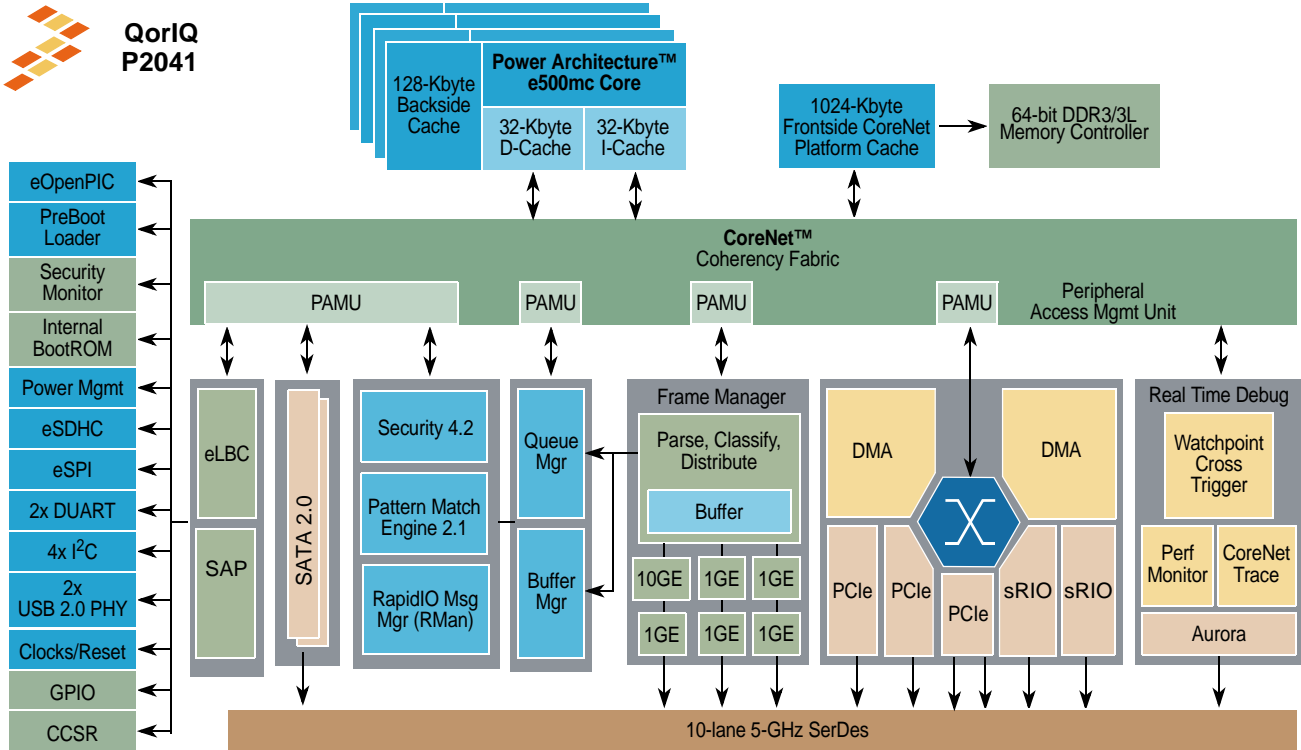 QorIQ
P2041
128-Kbyte
Backside
Cache
Power Architecture™
e500mc Core
32-Kbyte
D-Cache
32-Kbyte
I-Cache
1024-Kbyte
Frontside CoreNet
Platform Cache
64-bit DDR3/3L
Memory Controller
eOpenPIC
PreBoot
Loader
Security
Monitor
Internal
BootROM
Power Mgmt
eSDHC
eSPI
2x DUART
4x I²C
2x
USB 2.0 PHY
Clocks/Reset
GPIO
CCSR
CoreNet™
Coherency Fabric
PAMU
PAMU
PAMU
PAMU
Peripheral
Access Mgmt Unit
eLBC
SAP
SATA 2.0
Security 4.2
Pattern Match
Engine 2.1
RapidIO Msg
Mgr (RMan)
Queue
Mgr
Buffer
Mgr
Frame Manager
Parse, Classify,
Distribute
Buffer
10GE
1GE
1GE
1GE
1GE
1GE
DMA
DMA
PCIe
PCIe
PCIe
sRIO
sRIO
Real Time Debug
Watchpoint
Cross
Trigger
Perf
Monitor
CoreNet
Trace
Aurora
10-lane 5-GHz SerDes